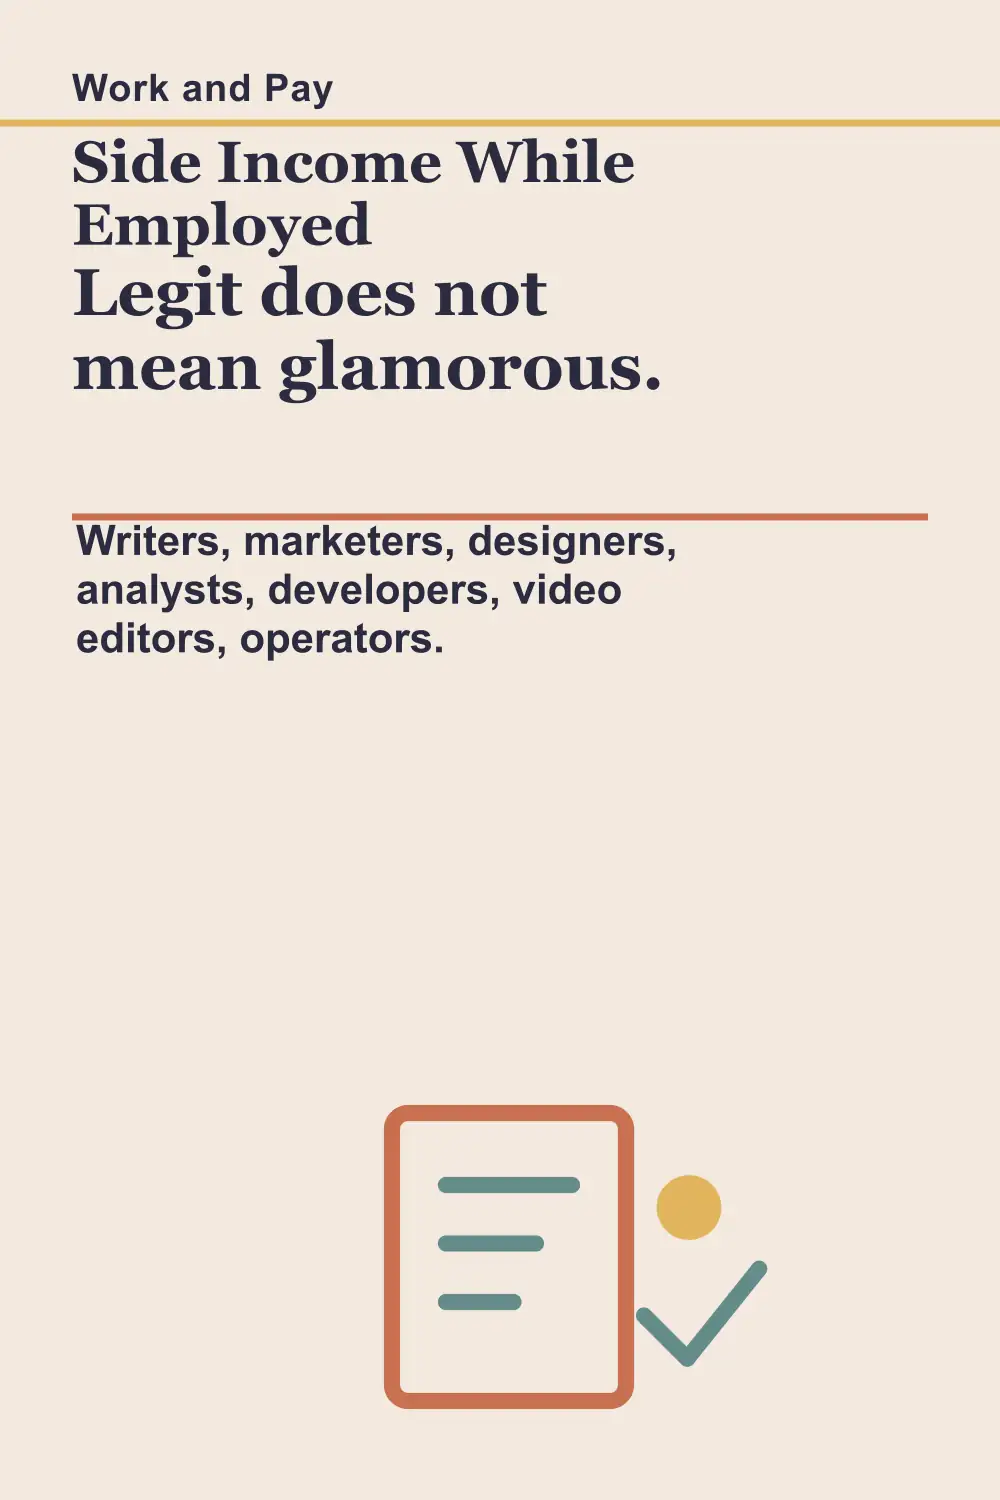 Work and Pay
Side Income While
Employed
Legit does not
mean glamorous.
Writers, marketers, designers,
analysts, developers, video
editors, operators.